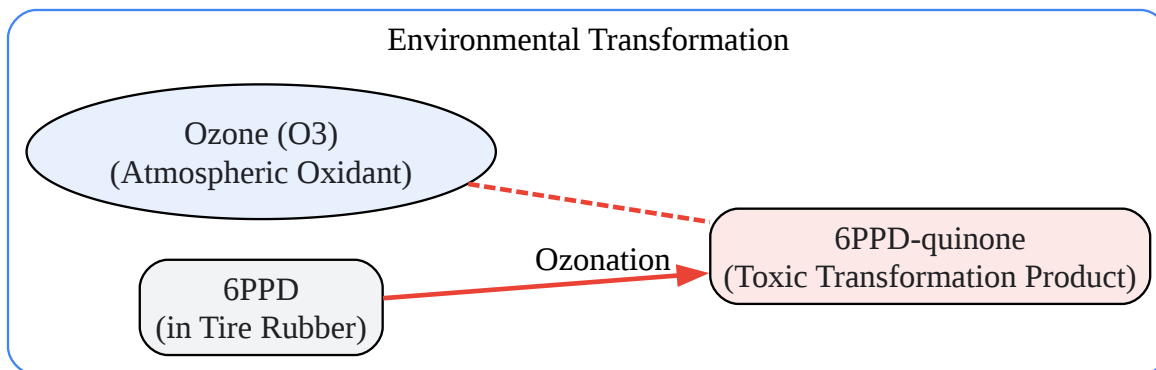 Environmental Transformation
Ozone (O3)
(Atmospheric Oxidant)
6PPD-quinone
(Toxic Transformation Product)
Ozonation
6PPD
(in Tire Rubber)